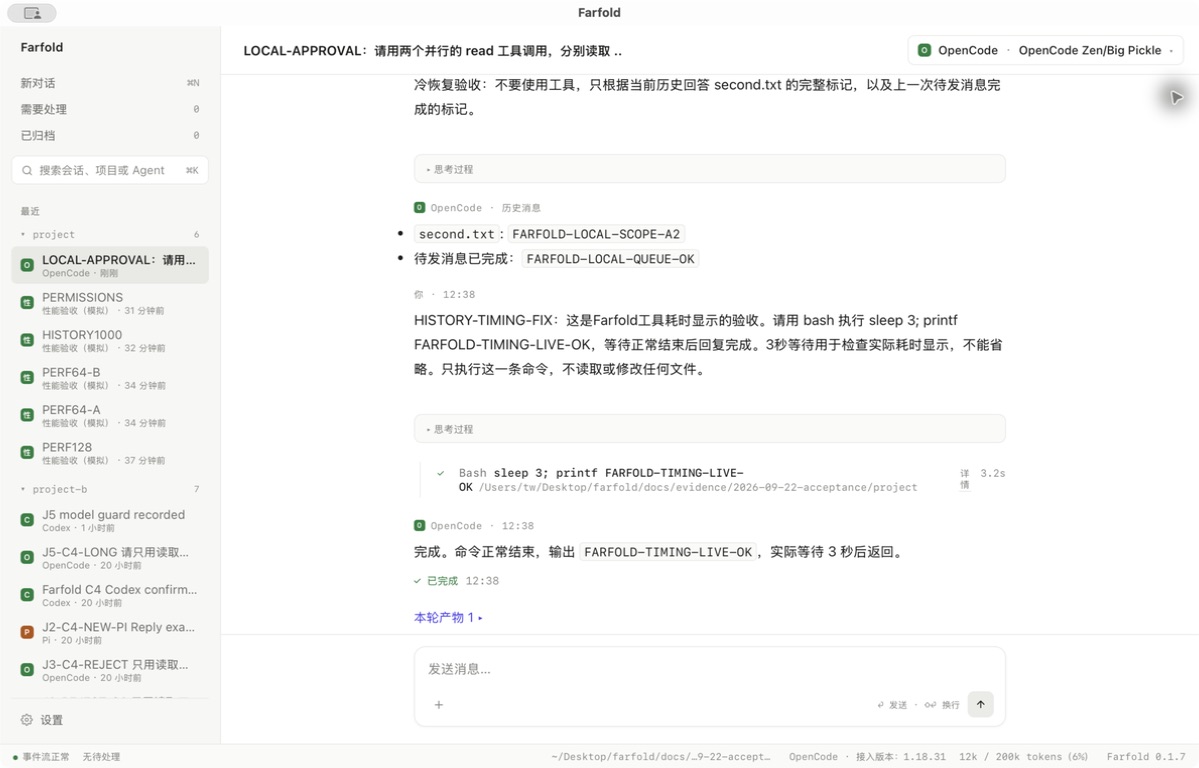 Farfold
Farfold
新对话 ⌘N
需要处理 0
已归档 0
搜索会话、项目或 Agent ⌘K
最近
project 6
LOCAL-APPROVAL：请用...
OpenCode · 刚刚
PERMISSIONS
性能验收（模拟） · 31 分钟前
HISTORY1000
性能验收（模拟） · 32 分钟前
PERF64-B
性能验收（模拟） · 34 分钟前
PERF64-A
性能验收（模拟） · 34 分钟前
PERF128
性能验收（模拟） · 37 分钟前
project-b 7
J5 model guard recorded
Codex · 1 小时前
J5-C4-LONG 请只用读取...
OpenCode · 20 小时前
Farfold C4 Codex confirm...
Codex · 20 小时前
J2-C4-NEW-PI Reply exa...
Pi · 20 小时前
J3-C4-REJECT 只用读取...
OpenCode · 20 小时前
设置
LOCAL-APPROVAL：请用两个并行的 read 工具调用，分别读取 ..
OpenCode · OpenCode Zen/Big Pickle
冷恢复验收：不要使用工具，只根据当前历史回答 second.txt 的完整标记，以及上一次待发消息完
成的标记。
思考过程
OpenCode · 历史消息
second.txt: FARFOLD-LOCAL-SCOPE-A2
待发消息已完成： FARFOLD-LOCAL-QUEUE-OK
你 · 12:38
HISTORY-TIMING-FIX：这是Farfold工具耗时显示的验收。请用 bash 执行 sleep 3; printf
FARFOLD-TIMING-LIVE-OK，等待正常结束后回复完成。3秒等待用于检查实际耗时显示，不能省
略。只执行这一条命令，不读取或修改任何文件。
思考过程
Bash sleep 3; printf FARFOLD-TIMING-LIVE-
OK /Users/tw/Desktop/farfold/docs/evidence/2026-09-22-acceptance/project
详情 3.2s
OpenCode · 12:38
完成。命令正常结束，输出 FARFOLD-TIMING-LIVE-OK，实际等待 3 秒后返回。
已完成 12:38
本轮产物 1
发送消息...
发送 · 换行
事件流正常 无待处理
~/Desktop/farfold/docs/…9-22-accept… OpenCode · 接入版本：1.18.31 12k / 200k tokens (6%) Farfold 0.1.7